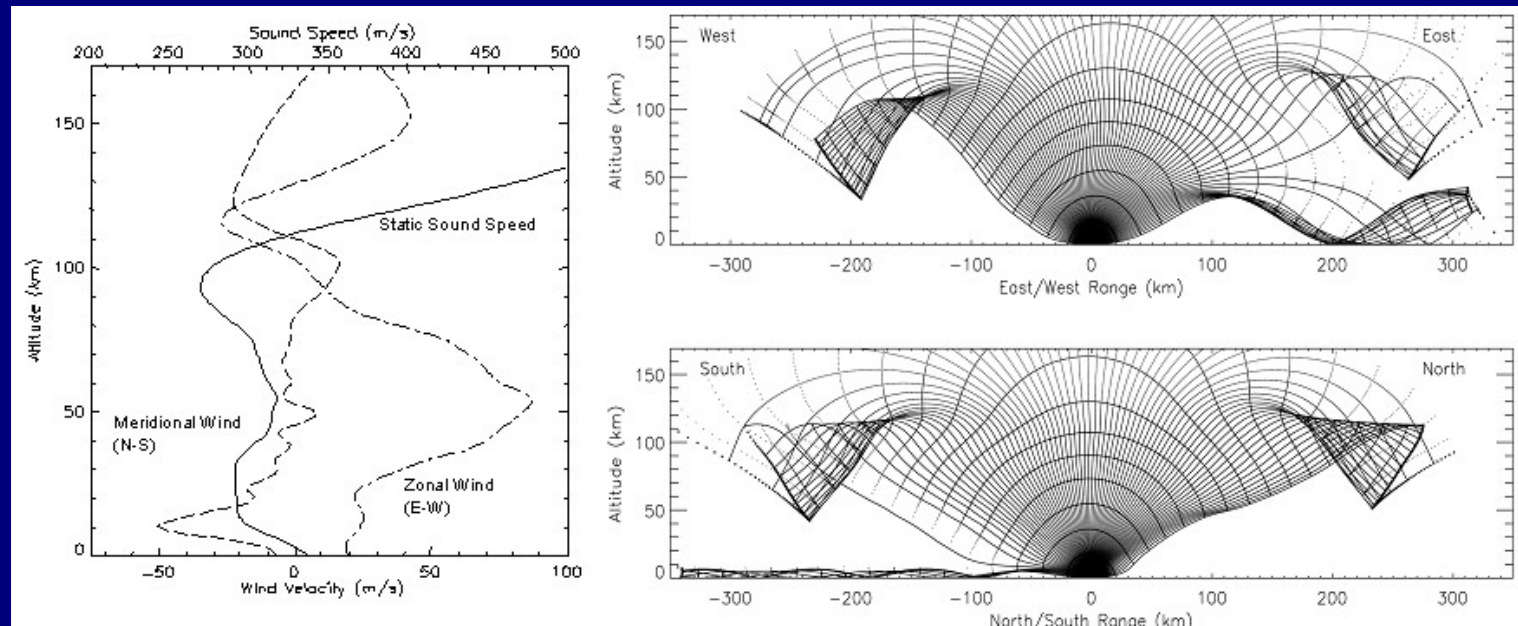 Sound Speed (m/s)
200 250 300 350 400 450 500
150
100
50
0
Altitude (km)
Static Sound Speed
Meridional Wind
(N-S)
Zonal Wind
(E-W)
-50 0 50 100
Wind Velocity (m/s)
West East
150
100
50
0
Altitude (km)
-300 -200 -100 0 100 200 300
East/West Range (km)
South North
150
100
50
0
Altitude (km)
-300 -200 -100 0 100 200 300
North/South Range (km)